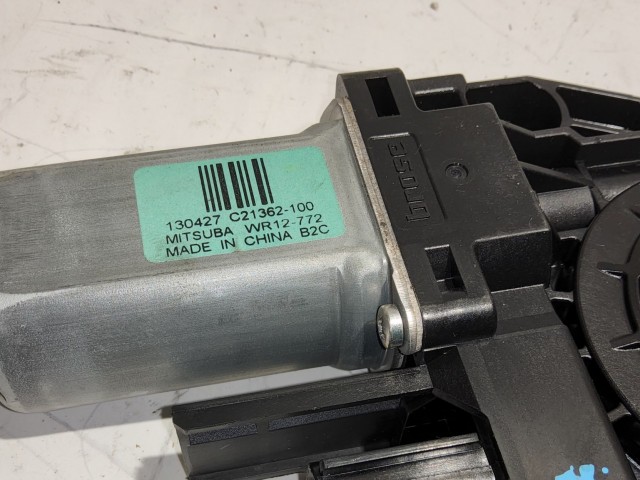 130427 C21362-100
MITSUBA WR12-772
MADE IN CHINA B2C
brose